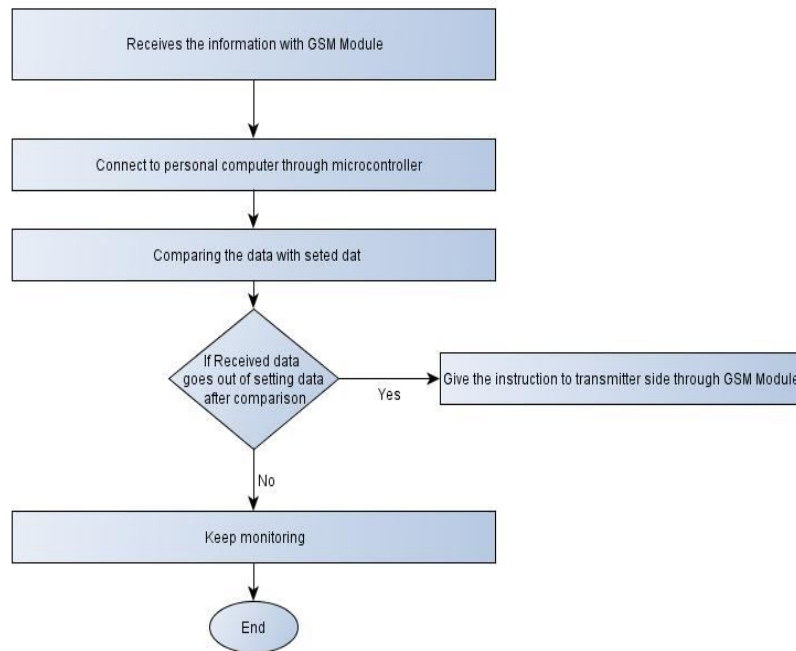 Receives the information with GSM Module
Connect to personal computer through microcontroller
Comparing the data with seted dat
If Received data
goes out of setting data
after comparison
Yes
Give the instruction to transmitter side through GSM Module
No
Keep monitoring
End